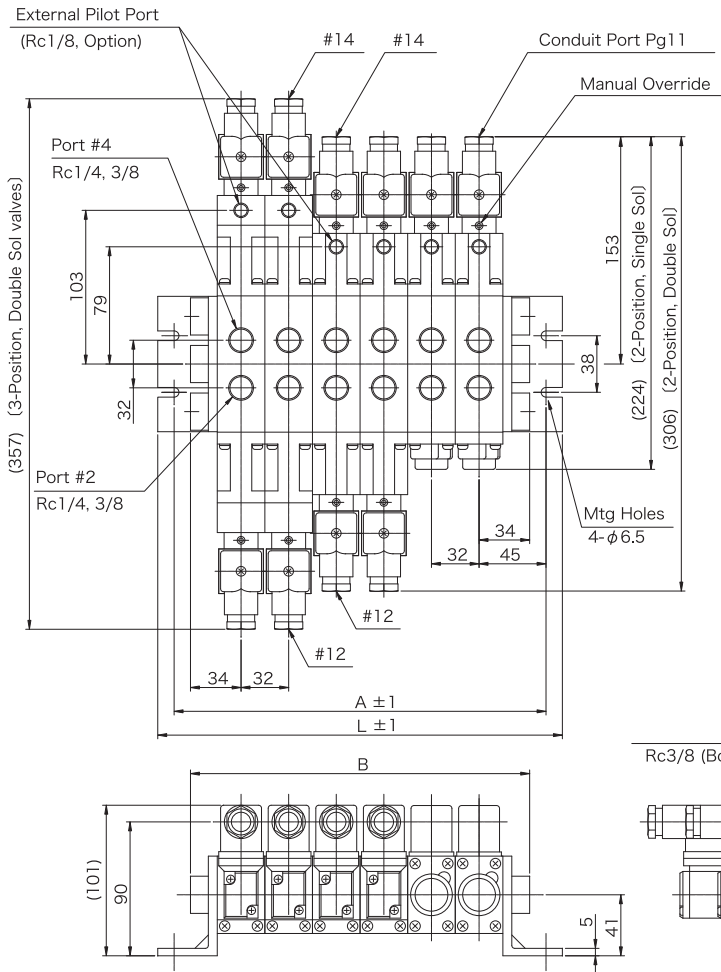 External Pilot Port
(Rc1/8, Option)
#14
#14
Conduit Port Pg11
Manual Override
Port #4
Rc1/4, 3/8
(357) (3-Position, Double Sol valves)
103
79
32
153
(224) (2-Position, Single Sol)
(306) (2-Position, Double Sol)
38
Port #2
Rc1/4, 3/8
Mtg Holes
4-φ6.5
34
32
45
#12
#12
34
32
A ±1
L ±1
B
Rc3/8 (Bo
(101)
90
5
41